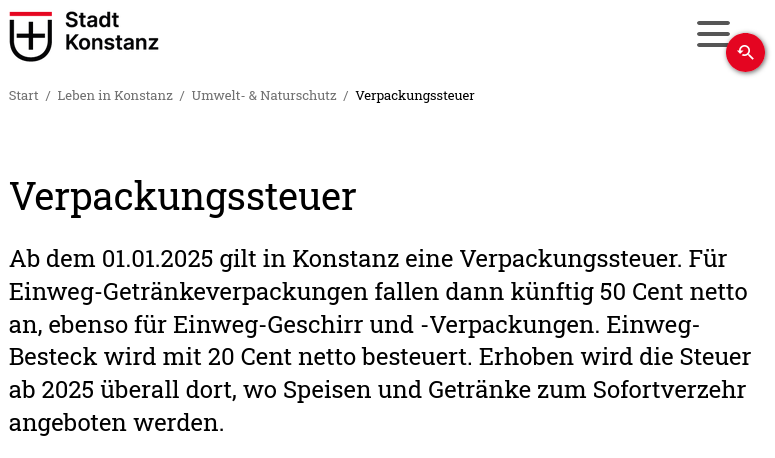 Stadt
Konstanz
Start / Leben in Konstanz / Umwelt- & Naturschutz / Verpackungssteuer
Verpackungssteuer
Ab dem 01.01.2025 gilt in Konstanz eine Verpackungssteuer. Für
Einweg-Getränkeverpackungen fallen dann künftig 50 Cent netto
an, ebenso für Einweg-Geschirr und -Verpackungen. Einweg-
Besteck wird mit 20 Cent netto besteuert. Erhoben wird die Steuer
ab 2025 überall dort, wo Speisen und Getränke zum Sofortverzehr
angeboten werden.